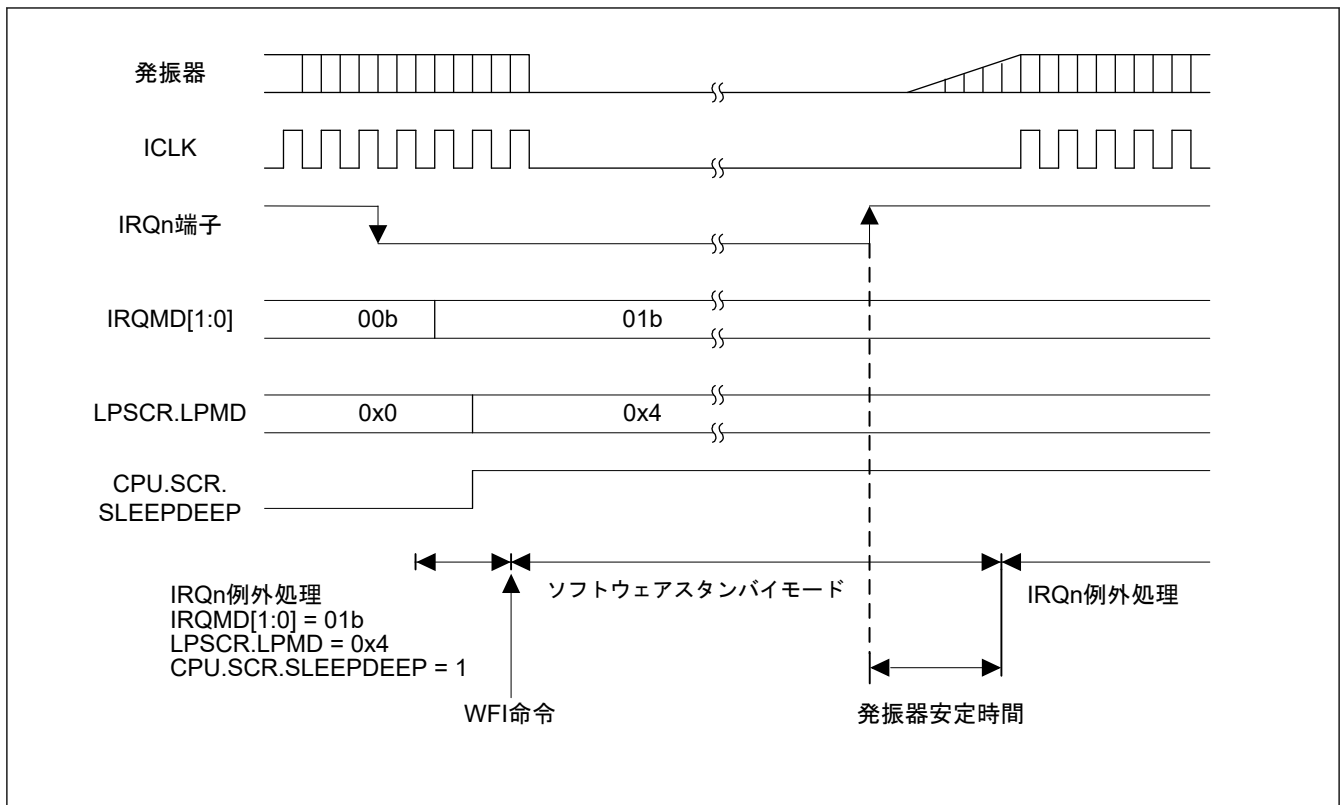 発振器
ICLK
IRQn端子
IRQMD[1:0]
00b
01b
LPSCR.LPMD
0x0
0x4
CPU.SCR.
SLEEPDEEP
IRQn例外処理
IRQMD[1:0] = 01b
LPSCR.LPMD = 0x4
CPU.SCR.SLEEPDEEP = 1
ソフトウェアスタンバイモード
IRQn例外処理
WFI命令
発振器安定時間